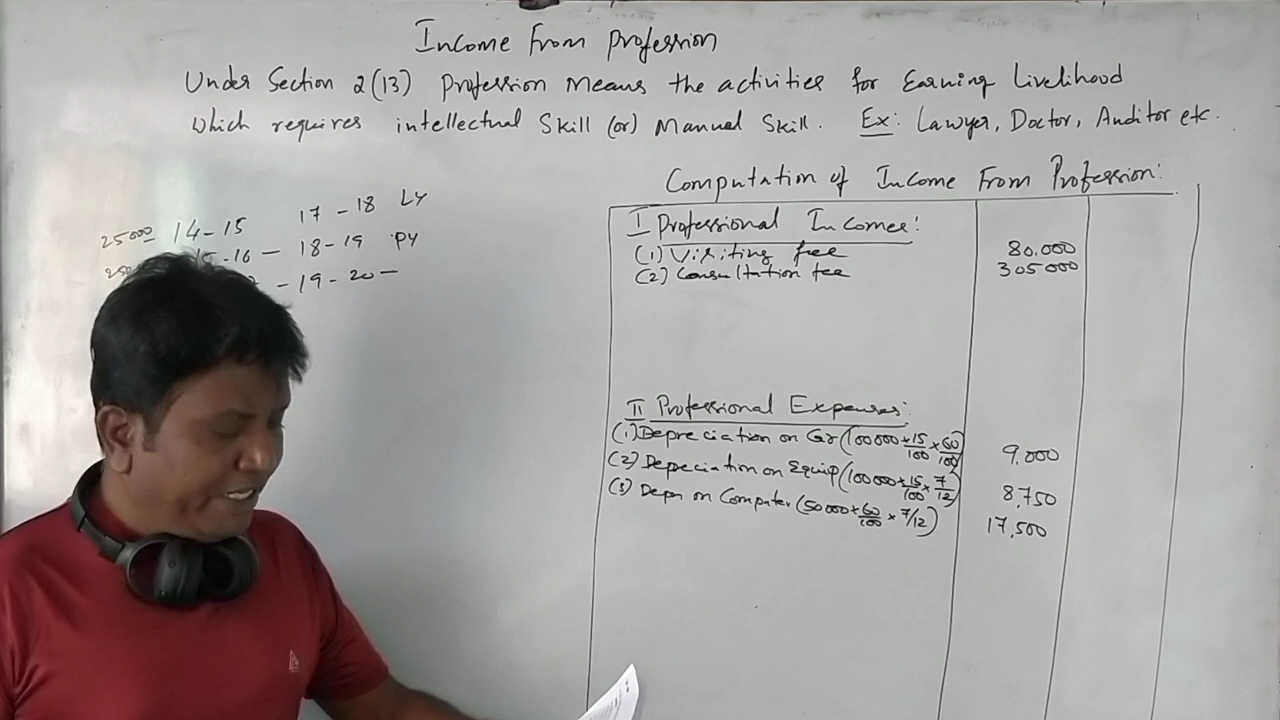 Income From Profession
Under Section 2(13) Profession Means the activities for Earning Livelihood
Which requires intellectual Skill (or) Manual Skill. Ex: Lawyer, Doctor, Auditor etc.
Computation of Income From Profession:
25000 14-15 17-18 LY
-16 - 18-19 PY
- 19-20 -
I Professional Incomes:
(1) Visiting fee 80,000
(2) Consultation fee 305000
II Professional Expenses:
(1) Depreciation on Car (100000 × 15/100 × 60/100) 9,000
(2) Depeciation on Equip (100000 × 15/100 × 7/12) 8,750
(3) Depn on Computer (50000 × 60/100 × 7/12) 17,500